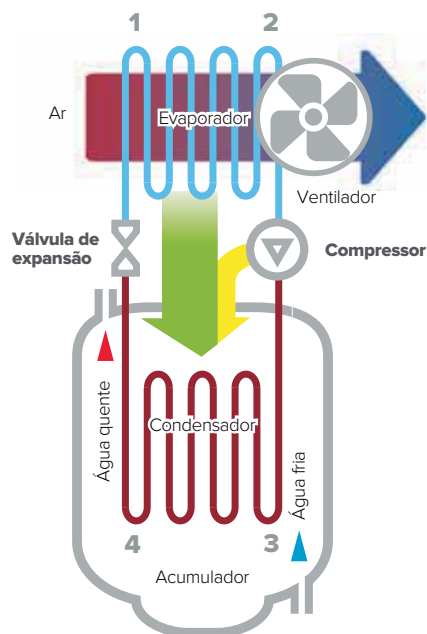 1
2
Ar
Evaporador
Ventilador
Válvula de
expansão
Compressor
Água quente
Condensador
Água fria
4
3
Acumulador